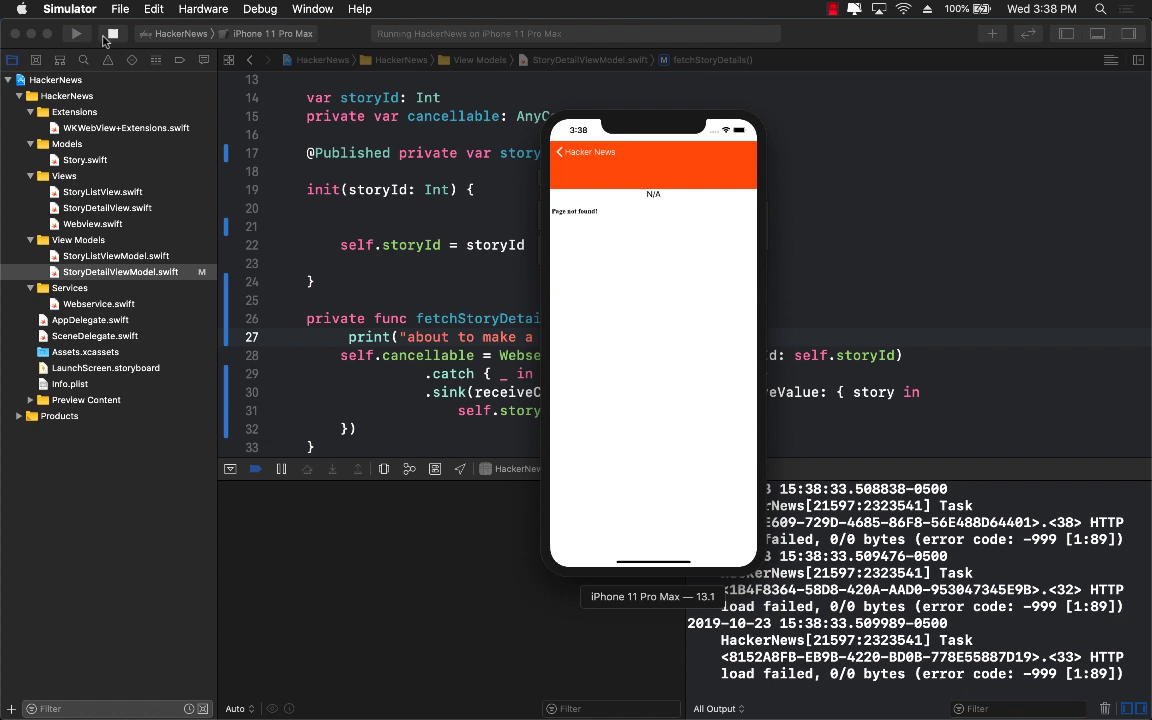 Simulator File Edit Hardware Debug Window Help 100% Wed 3:38 PM
HackerNews iPhone 11 Pro Max Running HackerNews on iPhone 11 Pro Max
HackerNews HackerNews View Models StoryDetailViewModel.swift M fetchStoryDetails()
HackerNews
HackerNews
Extensions
WKWebView+Extensions.swift
Models
Story.swift
Views
StoryListView.swift
StoryDetailView.swift
Webview.swift
View Models
StoryListViewModel.swift
StoryDetailViewModel.swift M
Services
Webservice.swift
AppDelegate.swift
SceneDelegate.swift
Assets.xcassets
LaunchScreen.storyboard
Info.plist
Preview Content
Products
Filter
13
14 var storyId: Int
15 private var cancellable: AnyC
16
17 @Published private var story
18
19 init(storyId: Int) {
20
21
22 self.storyId = storyId
23
24 }
25
26 private func fetchStoryDetai
27 print("about to make a
28 self.cancellable = Webse d: self.storyId)
29 .catch { _ in
30 .sink(receiveC eValue: { story in
31 self.story
32 })
33 }
3:38
Hacker News
N/A
Page not found!
iPhone 11 Pro Max — 13.1
HackerNew
3 15:38:33.508838-0500
rNews[21597:2323541] Task
E609-729D-4685-86F8-56E488D64401>.<38> HTTP
failed, 0/0 bytes (error code: -999 [1:89])
3 15:38:33.509476-0500
HackerNews[21597:2323541] Task
<1B4F8364-58D8-420A-AAD0-953047345E9B>.<32> HTTP
load failed, 0/0 bytes (error code: -999 [1:89])
2019-10-23 15:38:33.509989-0500
HackerNews[21597:2323541] Task
<8152A8FB-EB9B-4220-BD0B-778E55887D19>.<33> HTTP
load failed, 0/0 bytes (error code: -999 [1:89])
Auto Filter All Output Filter